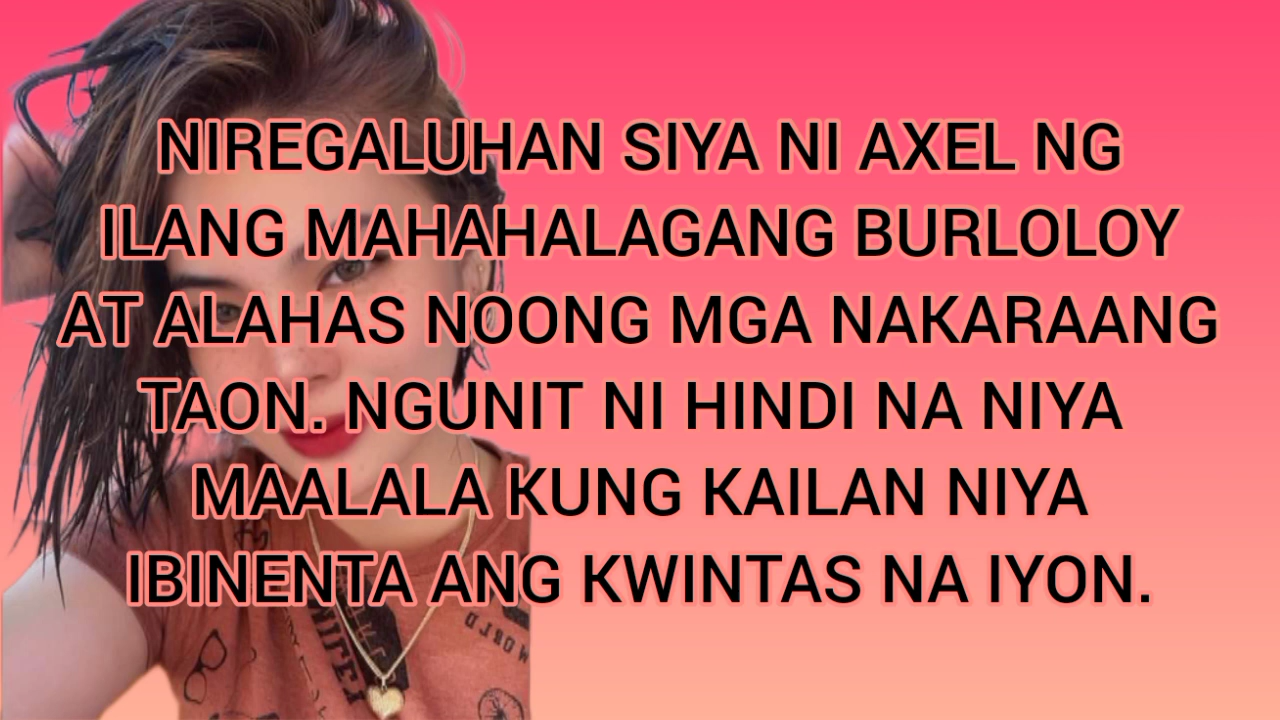 NIREGALUHAN SIYA NI AXEL NG
ILANG MAHAHALAGANG BURLOLOY
AT ALAHAS NOONG MGA NAKARAANG
TAON. NGUNIT NI HINDI NA NIYA
MAALALA KUNG KAILAN NIYA
IBINENTA ANG KWINTAS NA IYON.
WORLD